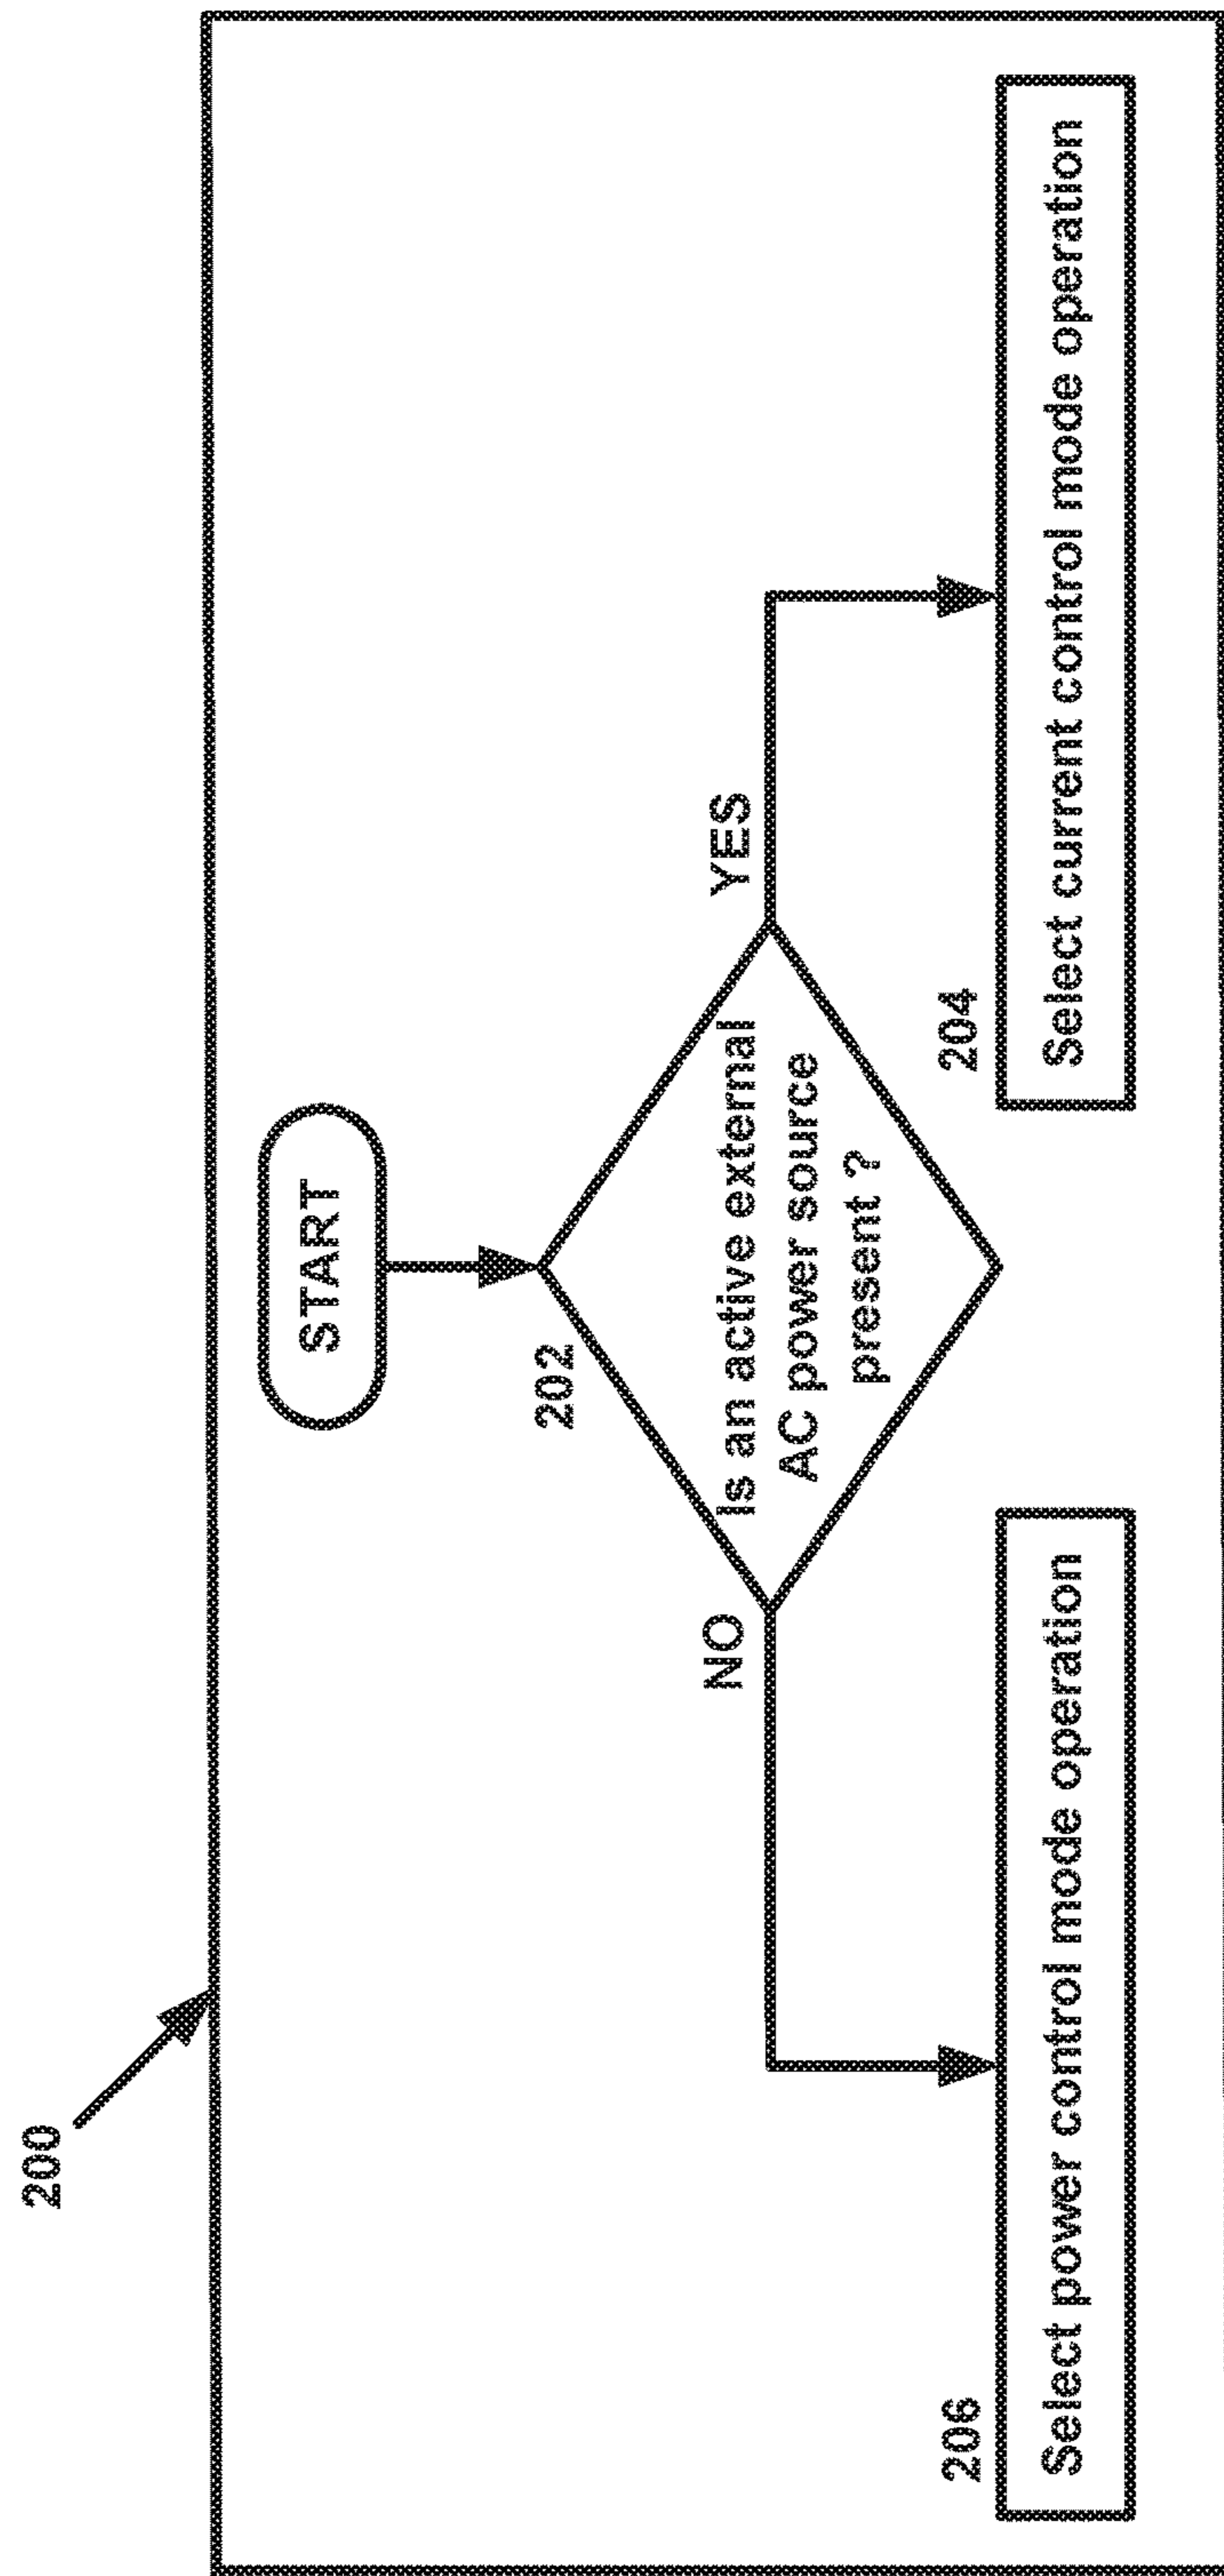 200
START
202
Is an active external
AC power source
present ?
NO
YES
206
Select power control mode operation
204
Select current control mode operation